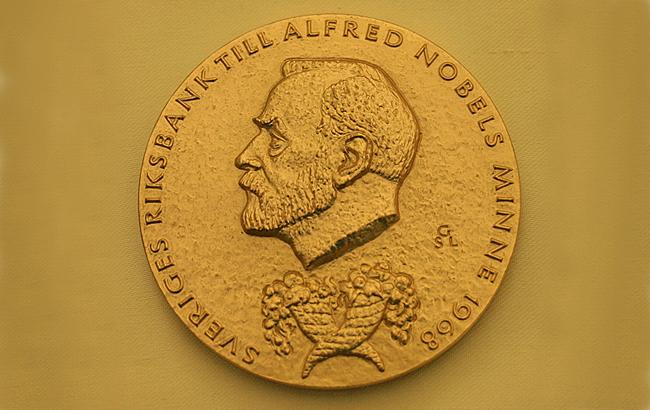 SVERIGES RIKSBANK TILL ALFRED NOBELS MINNE 1968
G
SL